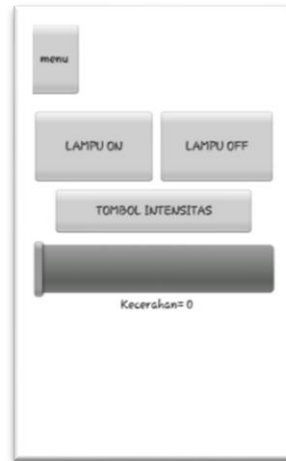 menu
LAMPU ON
LAMPU OFF
TOMBOL INTENSITAS
Kecerahan= 0